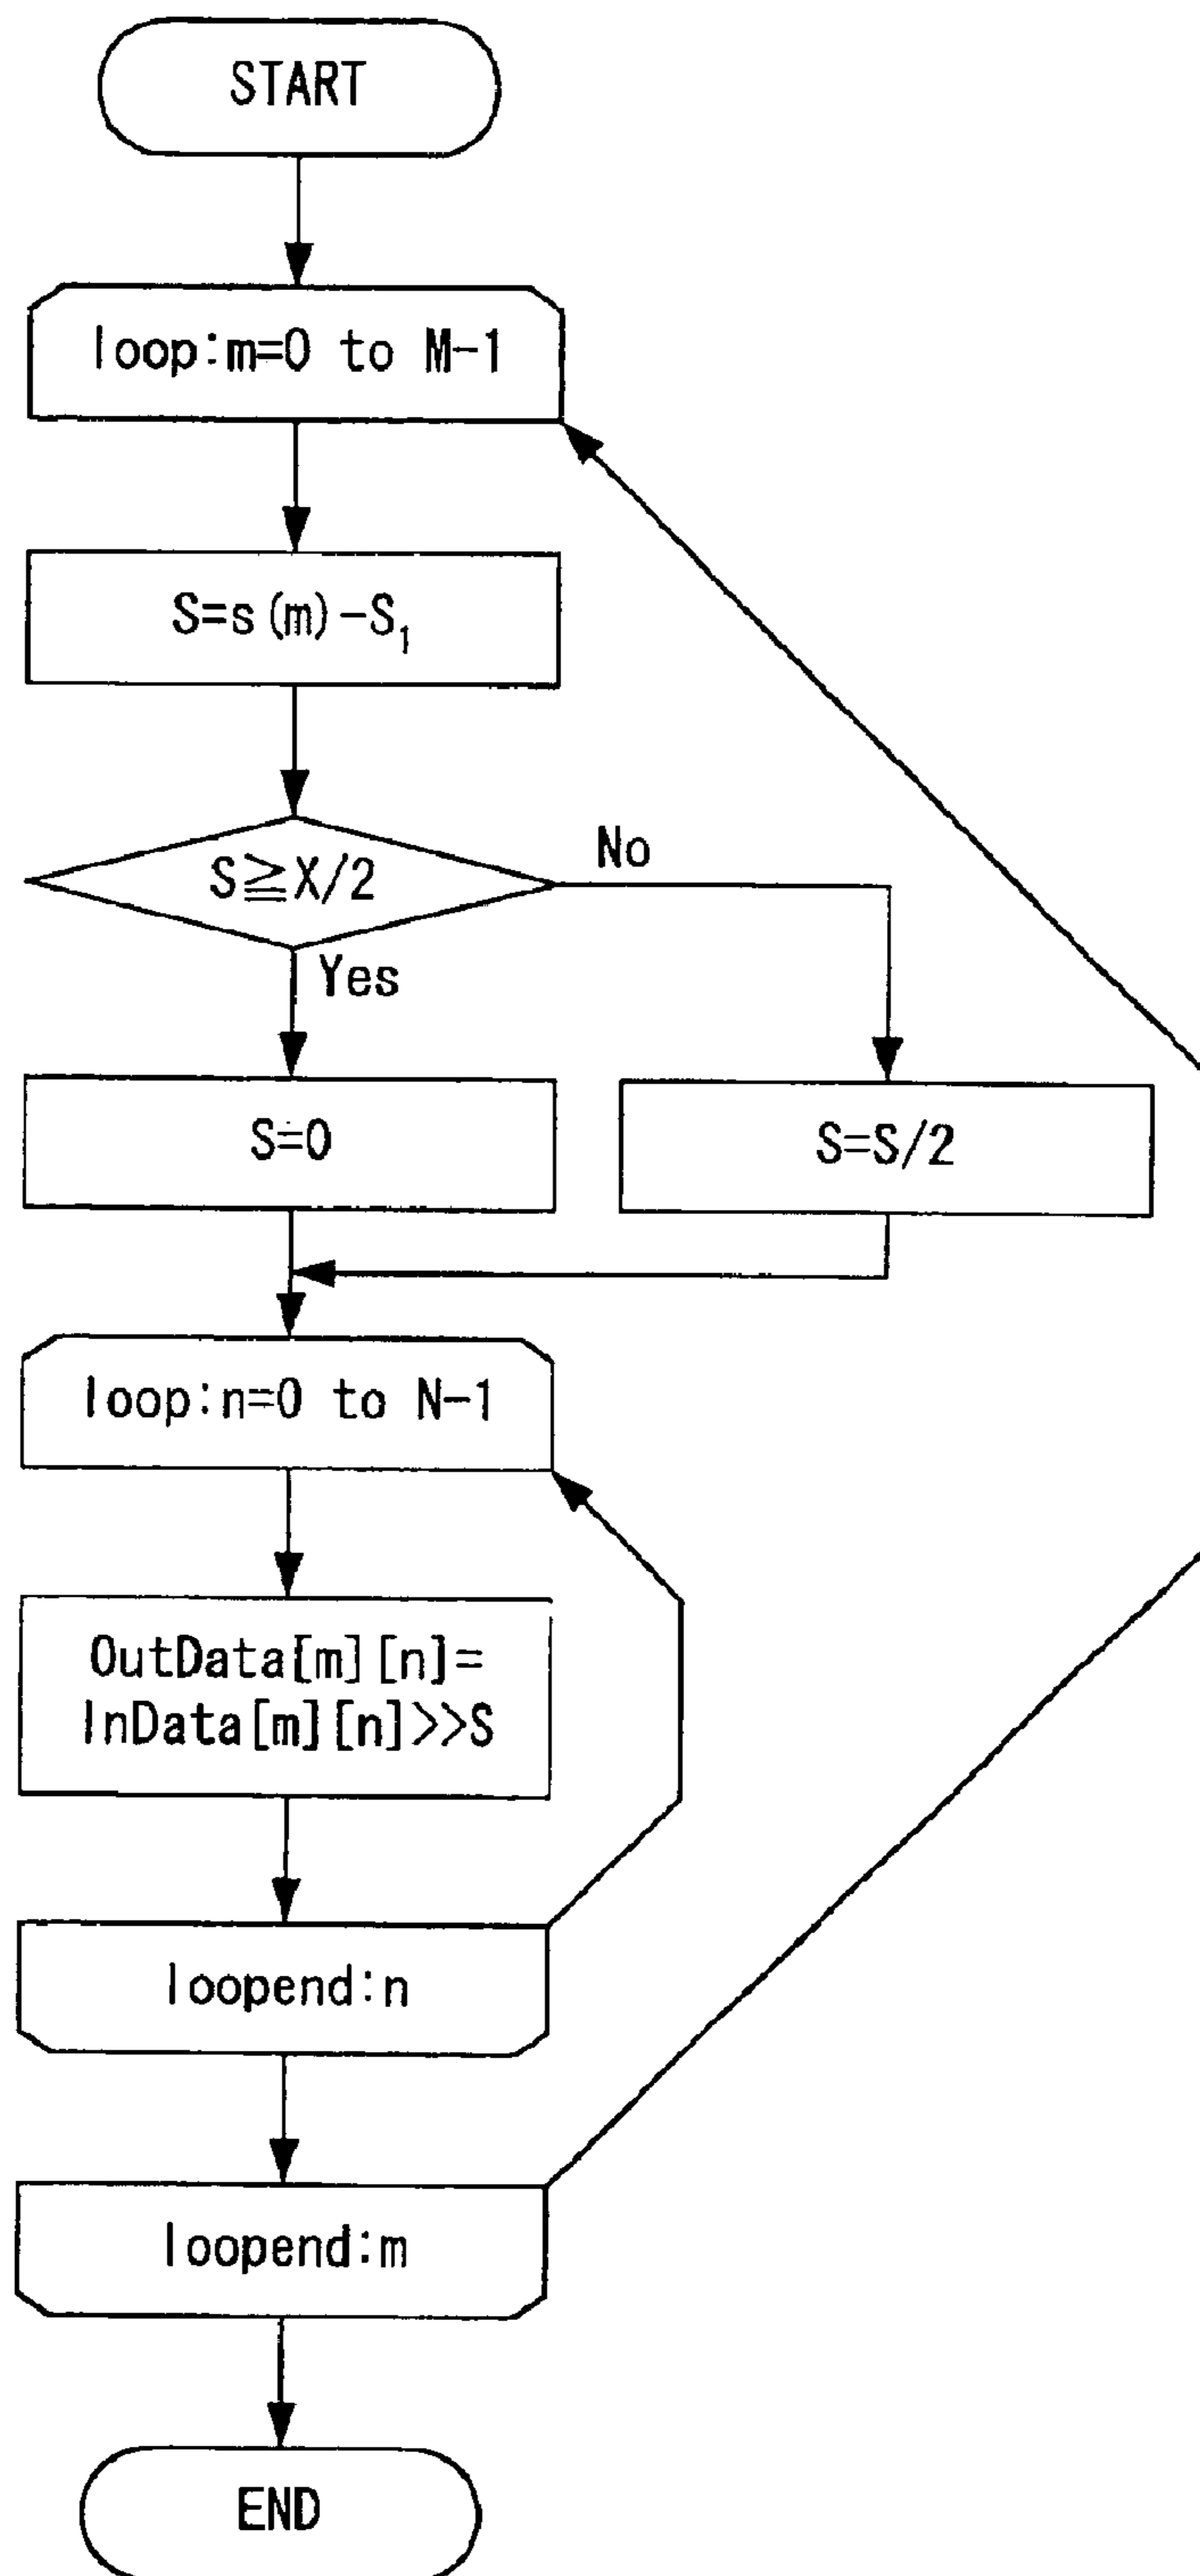 START
loop:m=0 to M-1
S=s(m)-S₁
S≧X/2
No
Yes
S=0
S=S/2
loop:n=0 to N-1
OutData[m][n]=
InData[m][n]>>S
loopend:n
loopend:m
END